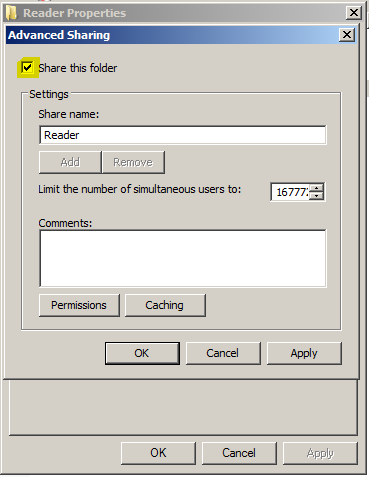 Reader Properties
Advanced Sharing
Share this folder
Settings
Share name:
Reader
Add Remove
Limit the number of simultaneous users to:
Comments:
Permissions Caching
OK Cancel Apply
OK Cancel Apply